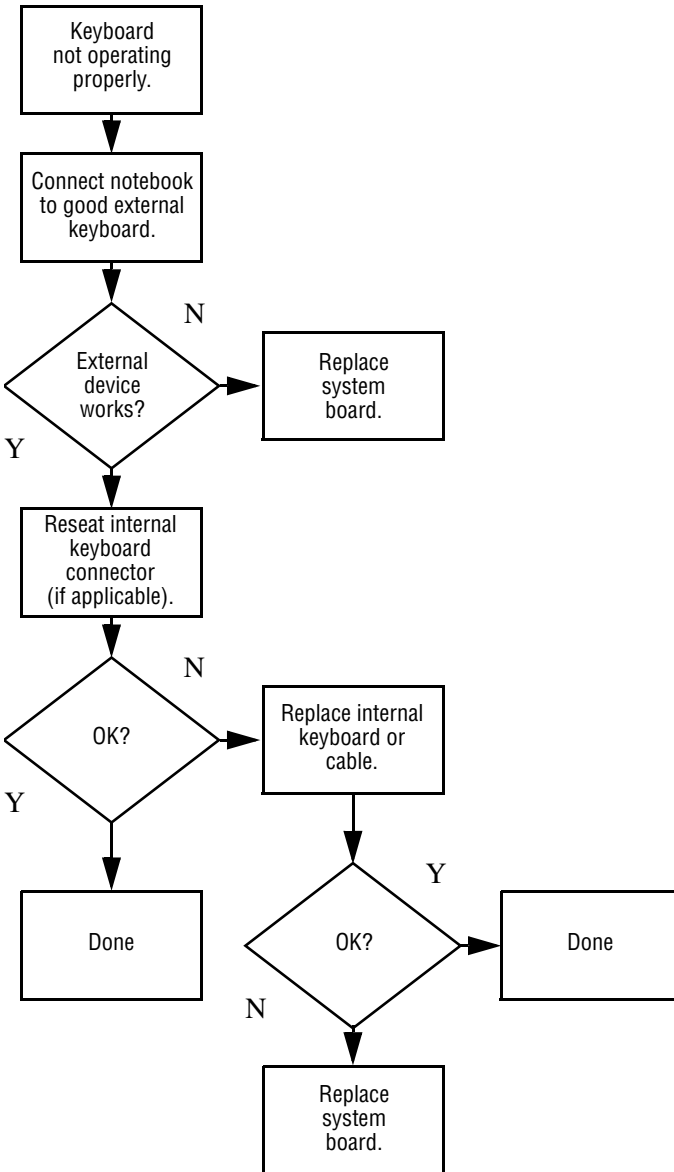 Keyboard
not operating
properly.
Connect notebook
to good external
keyboard.
N
External
device
works?
Replace
system
board.
Y
Reseat internal
keyboard
connector
(if applicable).
N
OK?
Replace internal
keyboard or
cable.
Y
Y
Done
OK?
Done
N
Replace
system
board.